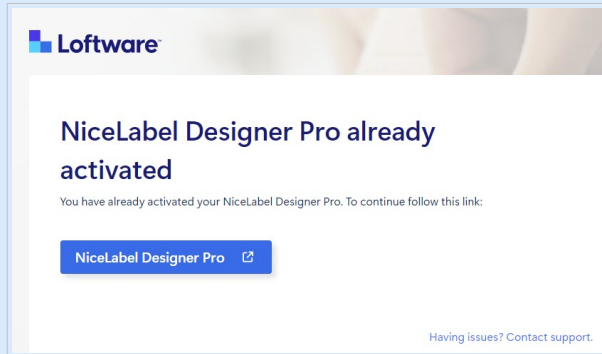 Loftware™
NiceLabel Designer Pro already
activated
You have already activated your NiceLabel Designer Pro. To continue follow this link:
NiceLabel Designer Pro
Having issues? Contact support.